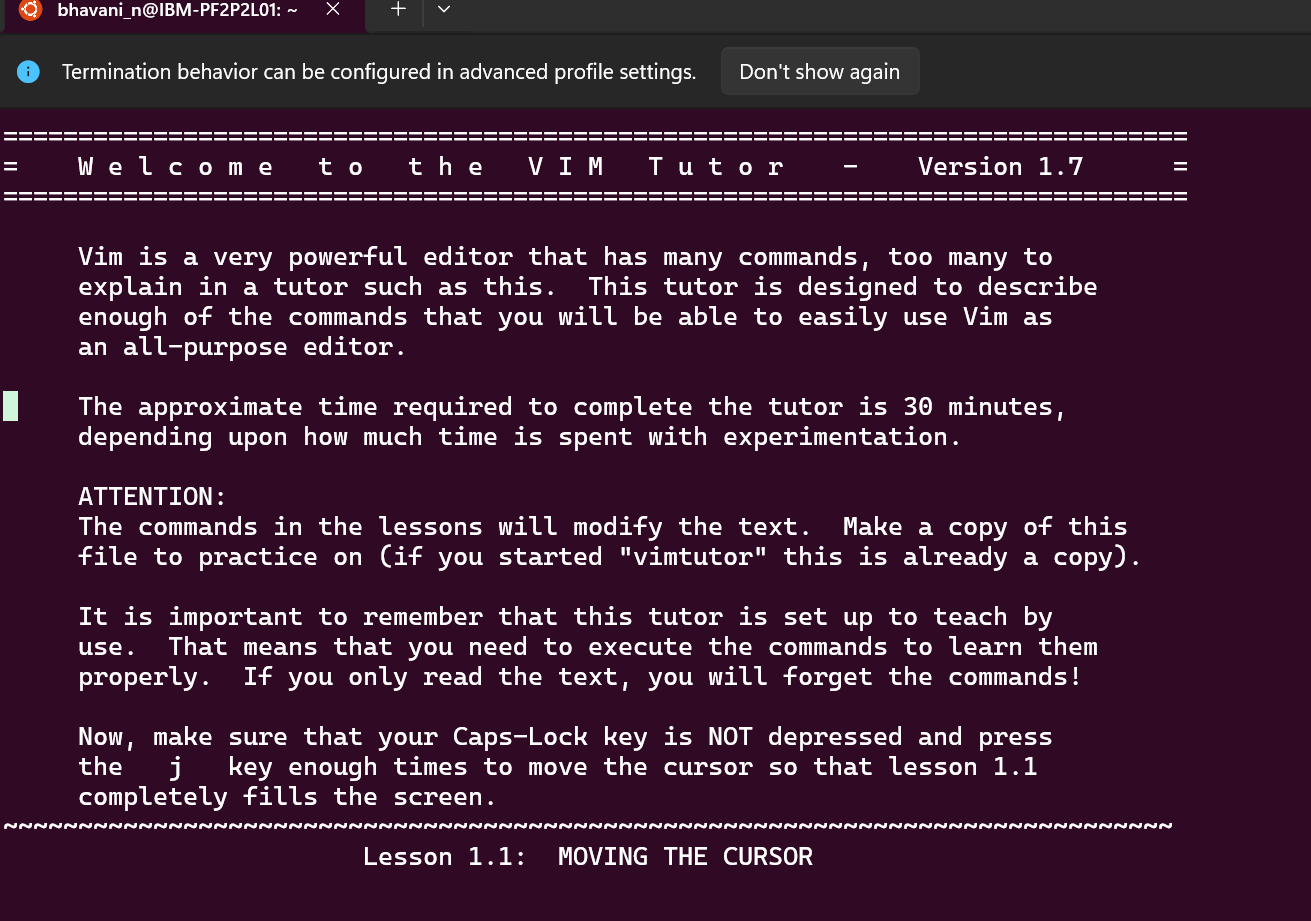 bhavani_n@IBM-PF2P2L01: ~
Termination behavior can be configured in advanced profile settings. Don't show again
===============================================================================
=    W e l c o m e   t o   t h e   V I M   T u t o r    -    Version 1.7      =
===============================================================================
Vim is a very powerful editor that has many commands, too many to
explain in a tutor such as this.  This tutor is designed to describe
enough of the commands that you will be able to easily use Vim as
an all-purpose editor.
The approximate time required to complete the tutor is 30 minutes,
depending upon how much time is spent with experimentation.
ATTENTION:
The commands in the lessons will modify the text.  Make a copy of this
file to practice on (if you started "vimtutor" this is already a copy).
It is important to remember that this tutor is set up to teach by
use.  That means that you need to execute the commands to learn them
properly.  If you only read the text, you will forget the commands!
Now, make sure that your Caps-Lock key is NOT depressed and press
the   j   key enough times to move the cursor so that lesson 1.1
completely fills the screen.
~~~~~~~~~~~~~~~~~~~~~~~~~~~~~~~~~~~~~~~~~~~~~~~~~~~~~~~~~~~~~~~~~~~~~~~~~~~~~~
Lesson 1.1:  MOVING THE CURSOR